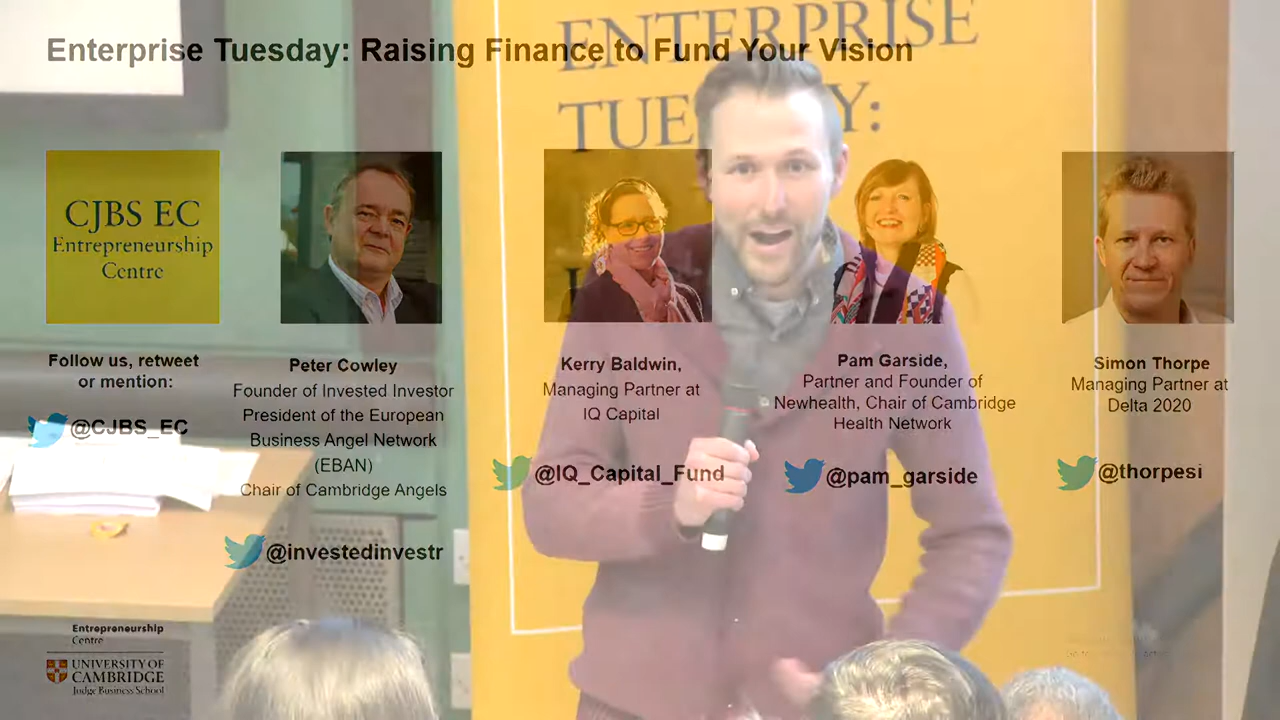 Enterprise Tuesday: Raising Finance to Fund Your Vision
ENTERPRISE
CJBS EC
Entrepreneurship
Centre
Follow us, retweet
or mention:
@CJBS_EC
Peter Cowley
Founder of Invested Investor
President of the European
Business Angel Network
(EBAN)
Chair of Cambridge Angels
@investedinvestr
Kerry Baldwin,
Managing Partner at
IQ Capital
@IQ_Capital_Fund
Pam Garside,
Partner and Founder of
Newhealth, Chair of Cambridge
Health Network
@pam_garside
Simon Thorpe
Managing Partner at
Delta 2020
@thorpesi
Entrepreneurship
Centre
UNIVERSITY OF
CAMBRIDGE
Judge Business School